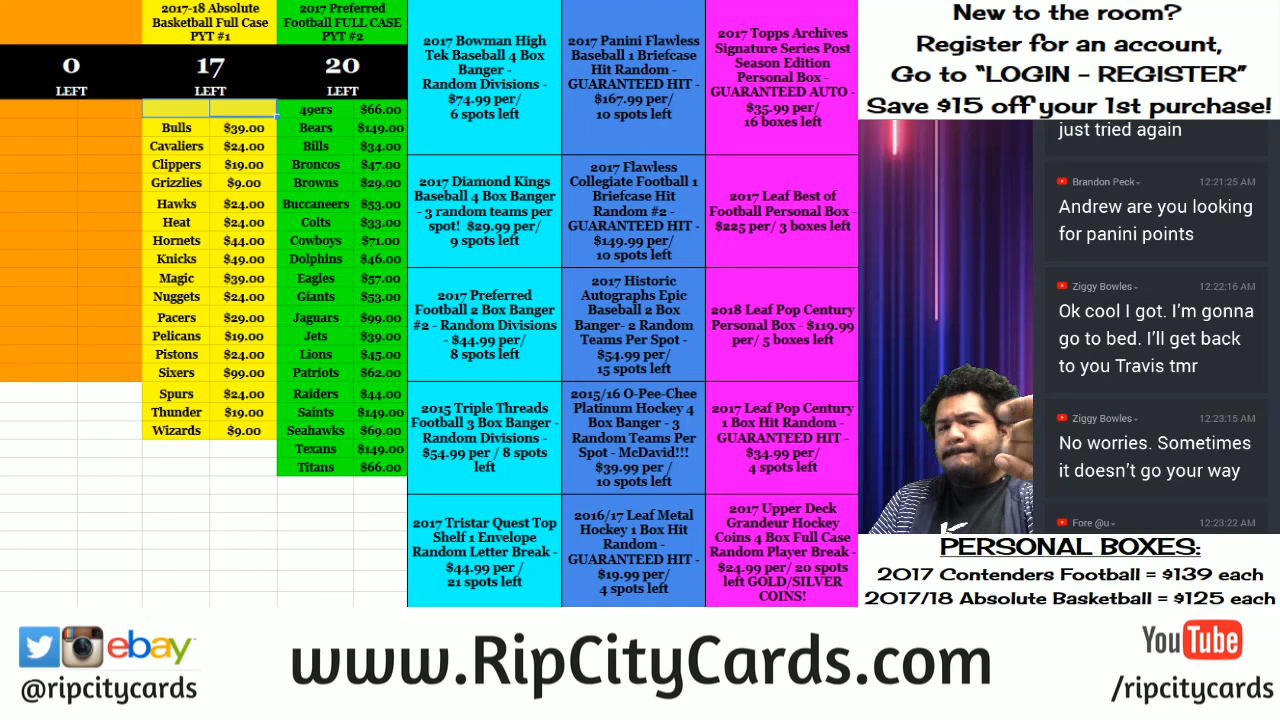 2017-18 Absolute
Basketball Full Case
PYT #1
2017 Preferred
Football FULL CASE
PYT #2
0
LEFT
17
LEFT
20
LEFT
Bulls $39.00
Cavaliers $24.00
Clippers $19.00
Grizzlies $9.00
Hawks $24.00
Heat $24.00
Hornets $44.00
Knicks $49.00
Magic $39.00
Nuggets $24.00
Pacers $29.00
Pelicans $19.00
Pistons $24.00
Sixers $99.00
Spurs $24.00
Thunder $19.00
Wizards $9.00
49ers $66.00
Bears $149.00
Bills $34.00
Broncos $47.00
Browns $29.00
Buccaneers $53.00
Colts $33.00
Cowboys $71.00
Dolphins $46.00
Eagles $57.00
Giants $53.00
Jaguars $99.00
Jets $39.00
Lions $45.00
Patriots $62.00
Raiders $44.00
Saints $149.00
Seahawks $69.00
Texans $149.00
Titans $66.00
2017 Bowman High
Tek Baseball 4 Box
Banger -
Random Divisions -
$74.99 per/
6 spots left
2017 Diamond Kings
Baseball 4 Box Banger
- 3 random teams per
spot! $29.99 per/
9 spots left
2017 Preferred
Football 2 Box Banger
#2 - Random Divisions
- $44.99 per/
8 spots left
2015 Triple Threads
Football 3 Box Banger -
Random Divisions -
$54.99 per / 8 spots
left
2017 Tristar Quest Top
Shelf 1 Envelope
Random Letter Break -
$44.99 per /
21 spots left
2017 Panini Flawless
Baseball 1 Briefcase
Hit Random -
GUARANTEED HIT -
$167.99 per/
10 spots left
2017 Flawless
Collegiate Football 1
Briefcase Hit
Random #2 -
GUARANTEED HIT -
$149.99 per/
10 spots left
2017 Historic
Autographs Epic
Baseball 2 Box
Banger- 2 Random
Teams Per Spot -
$54.99 per/
15 spots left
2015/16 O-Pee-Chee
Platinum Hockey 4
Box Banger - 3
Random Teams Per
Spot - McDavid!!!
$39.99 per/
10 spots left
2016/17 Leaf Metal
Hockey 1 Box Hit
Random -
GUARANTEED HIT -
$19.99 per/
4 spots left
2017 Topps Archives
Signature Series Post
Season Edition
Personal Box -
GUARANTEED AUTO -
$35.99 per/
16 boxes left
2017 Leaf Best of
Football Personal Box -
$225 per/ 3 boxes left
2018 Leaf Pop Century
Personal Box - $119.99
per/ 5 boxes left
2017 Leaf Pop Century
1 Box Hit Random -
GUARANTEED HIT -
$34.99 per/
4 spots left
2017 Upper Deck
Grandeur Hockey
Coins 4 Box Full Case
Random Player Break -
$24.99 per/ 20 spots
left GOLD/SILVER
COINS!
New to the room?
Register for an account,
Go to "LOGIN - REGISTER"
Save $15 off your 1st purchase!
just tried again
Brandon Peck 12:21:25 AM
Andrew are you looking
for panini points
Ziggy Bowles 12:22:16 AM
Ok cool I got. I'm gonna
go to bed. I'll get back
to you Travis tmr
Ziggy Bowles 12:23:15 AM
No worries. Sometimes
it doesn't go your way
Fore @u 12:23:22 AM
PERSONAL BOXES:
2017 Contenders Football = $139 each
2017/18 Absolute Basketball = $125 each
ebay
@ripcitycards
www.RipCityCards.com
YouTube
/ripcitycards